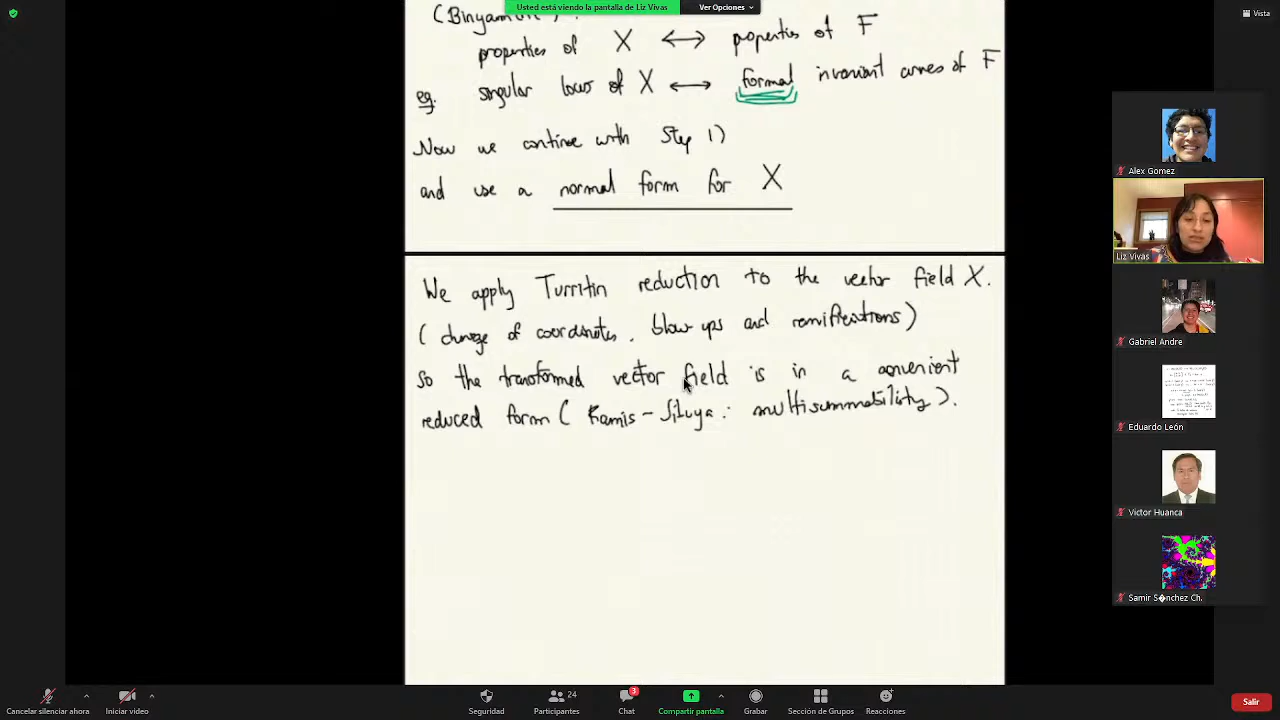 Usted está viendo la pantalla de Liz Vivas
Ver Opciones
Vista
properties of X ↔ properties of F
eg. singular locus of X ↔ formal invariant curves of F
Now we continue with Step 1)
and use a normal form for X
We apply Turritin reduction to the vector field X.
(change of coordinates, blow ups and ramifications)
so the transformed vector field is in a convenient
reduced form (Ramis - Sibuya: multisummability).
Alex Gomez
Liz Vivas
Gabriel Andre
Eduardo León
Victor Huanca
Samir S�nchez Ch.
Cancelar silenciar ahora
Iniciar video
Seguridad
24
Participantes
3
Chat
Compartir pantalla
Grabar
Sección de Grupos
Reacciones
Salir